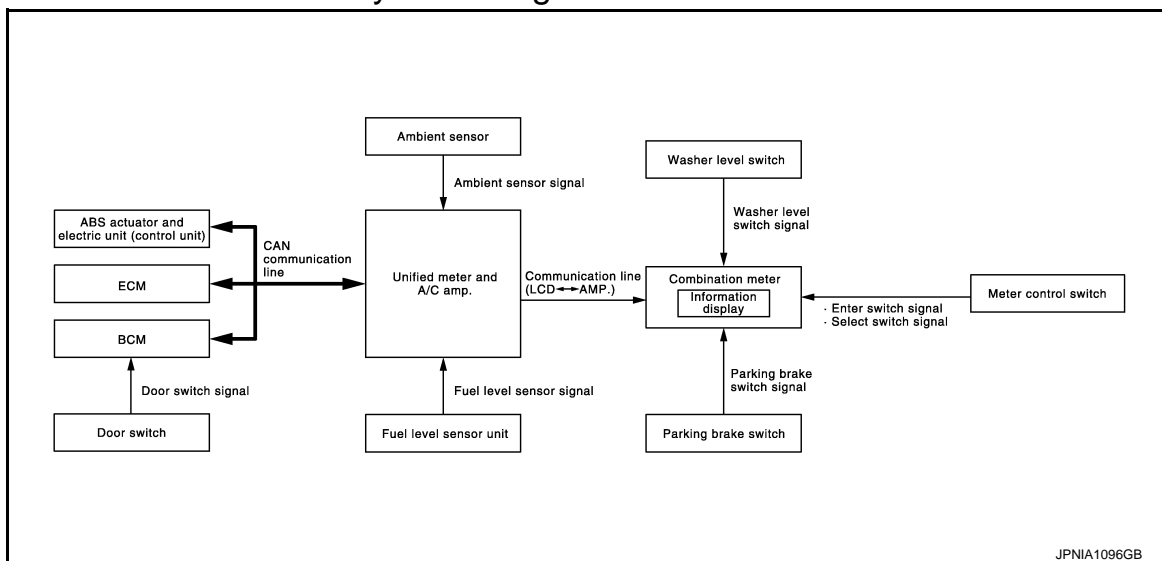 Ambient sensor
Ambient sensor signal
Washer level switch
Washer level
switch signal
ABS actuator and
electric unit (control unit)
CAN
communication
line
ECM
BCM
Unified meter and
A/C amp.
Communication line
(LCD↔AMP.)
Combination meter
Information
display
Meter control switch
· Enter switch signal
· Select switch signal
Door switch signal
Door switch
Fuel level sensor signal
Fuel level sensor unit
Parking brake
switch signal
Parking brake switch
JPNIA1096GB